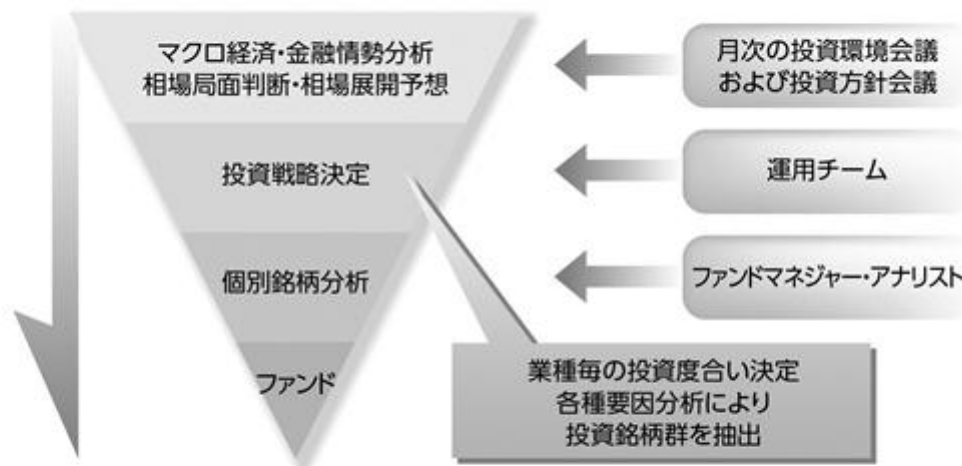 マクロ経済・金融情勢分析
相場局面判断・相場展開予想
月次の投資環境会議
および投資方針会議
投資戦略決定
運用チーム
個別銘柄分析
ファンドマネジャー・アナリスト
ファンド
業種毎の投資度合い決定
各種要因分析により
投資銘柄群を抽出